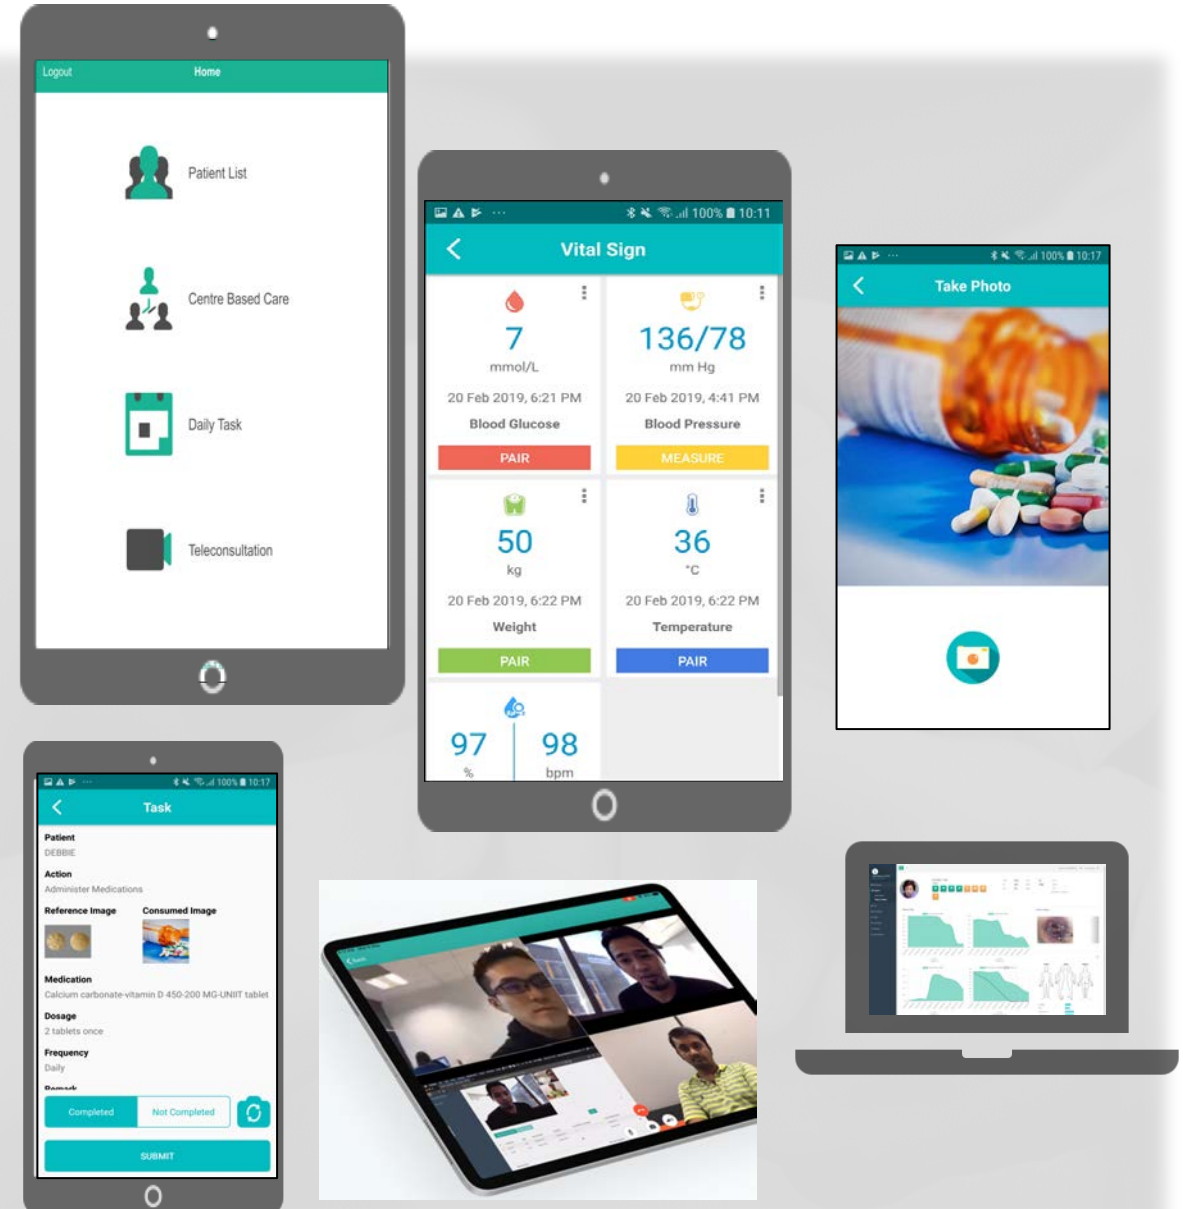 Logout Home
Patient List
Centre Based Care
Daily Task
Teleconsultation
100% 10:11
Vital Sign
7
mmol/L
20 Feb 2019, 6:21 PM
Blood Glucose
PAIR
136/78
mm Hg
20 Feb 2019, 4:41 PM
Blood Pressure
MEASURE
50
kg
20 Feb 2019, 6:22 PM
Weight
PAIR
36
°C
20 Feb 2019, 6:22 PM
Temperature
PAIR
97 98
% bpm
100% 10:17
Take Photo
100% 10:17
Task
Patient
DEBBIE
Action
Administer Medications
Reference Image Consumed Image
Medication
Calcium carbonate-vitamin D 450-200 MG-UNIIT tablet
Dosage
2 tablets once
Frequency
Daily
Remark
Completed Not Completed
SUBMIT